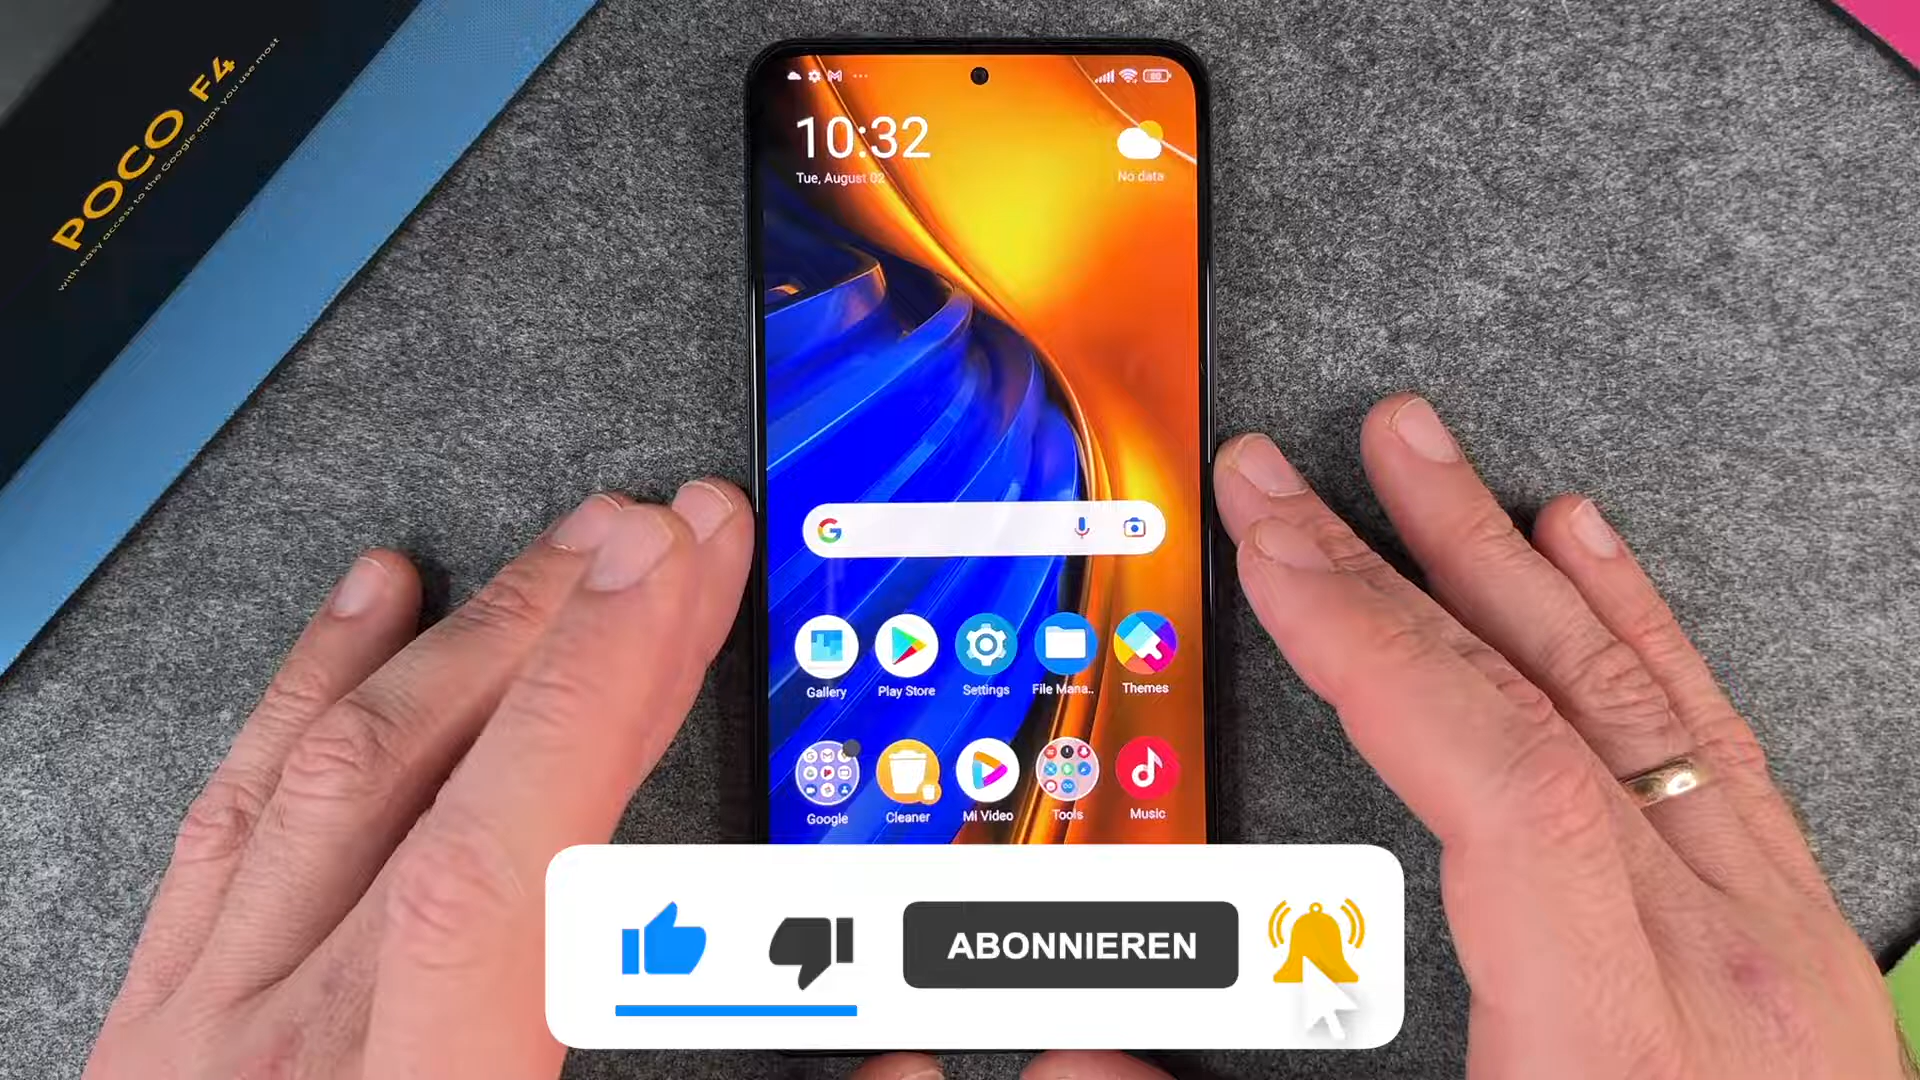 POCO F4
with easy access to the Google apps you use most
10:32
Tue, August 02
No data
80
Gallery
Play Store
Settings
File Mana..
Themes
Google
Cleaner
Mi Video
Tools
Music
ABONNIEREN